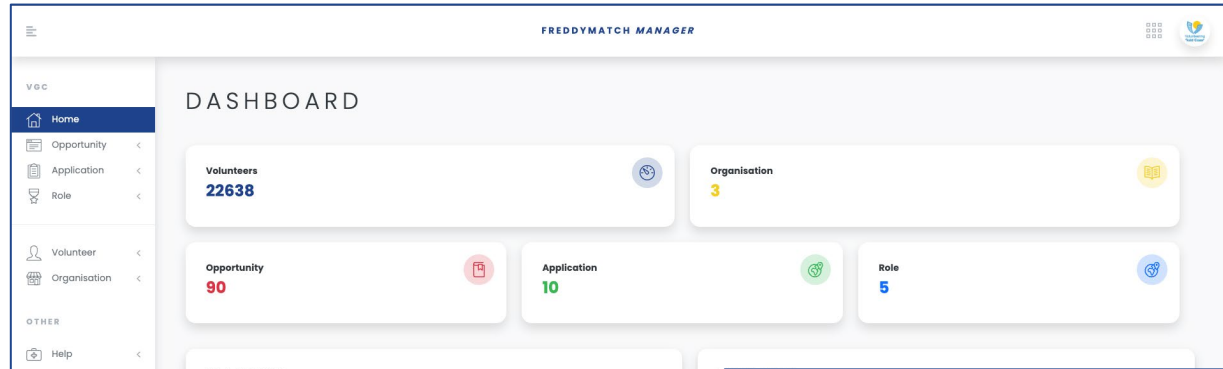 FREDDYMATCH MANAGER
VGC
Home
Opportunity
Application
Role
Volunteer
Organisation
OTHER
Help
DASHBOARD
Volunteers
22638
Organisation
3
Opportunity
90
Application
10
Role
5